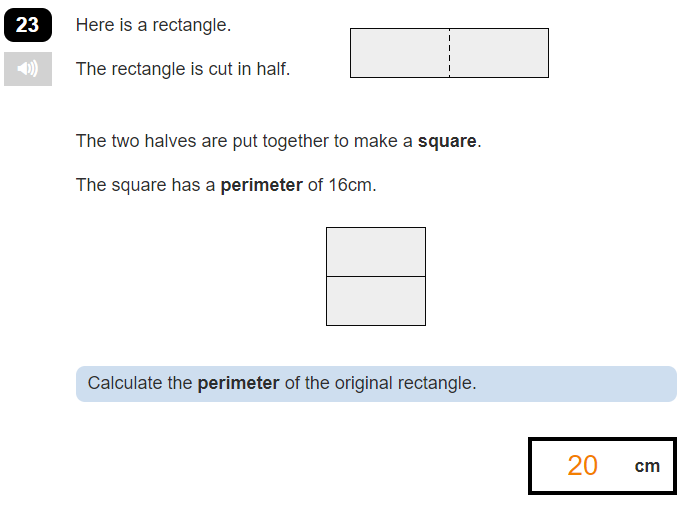 23
Here is a rectangle.
The rectangle is cut in half.
The two halves are put together to make a square.
The square has a perimeter of 16cm.
Calculate the perimeter of the original rectangle.
20 cm